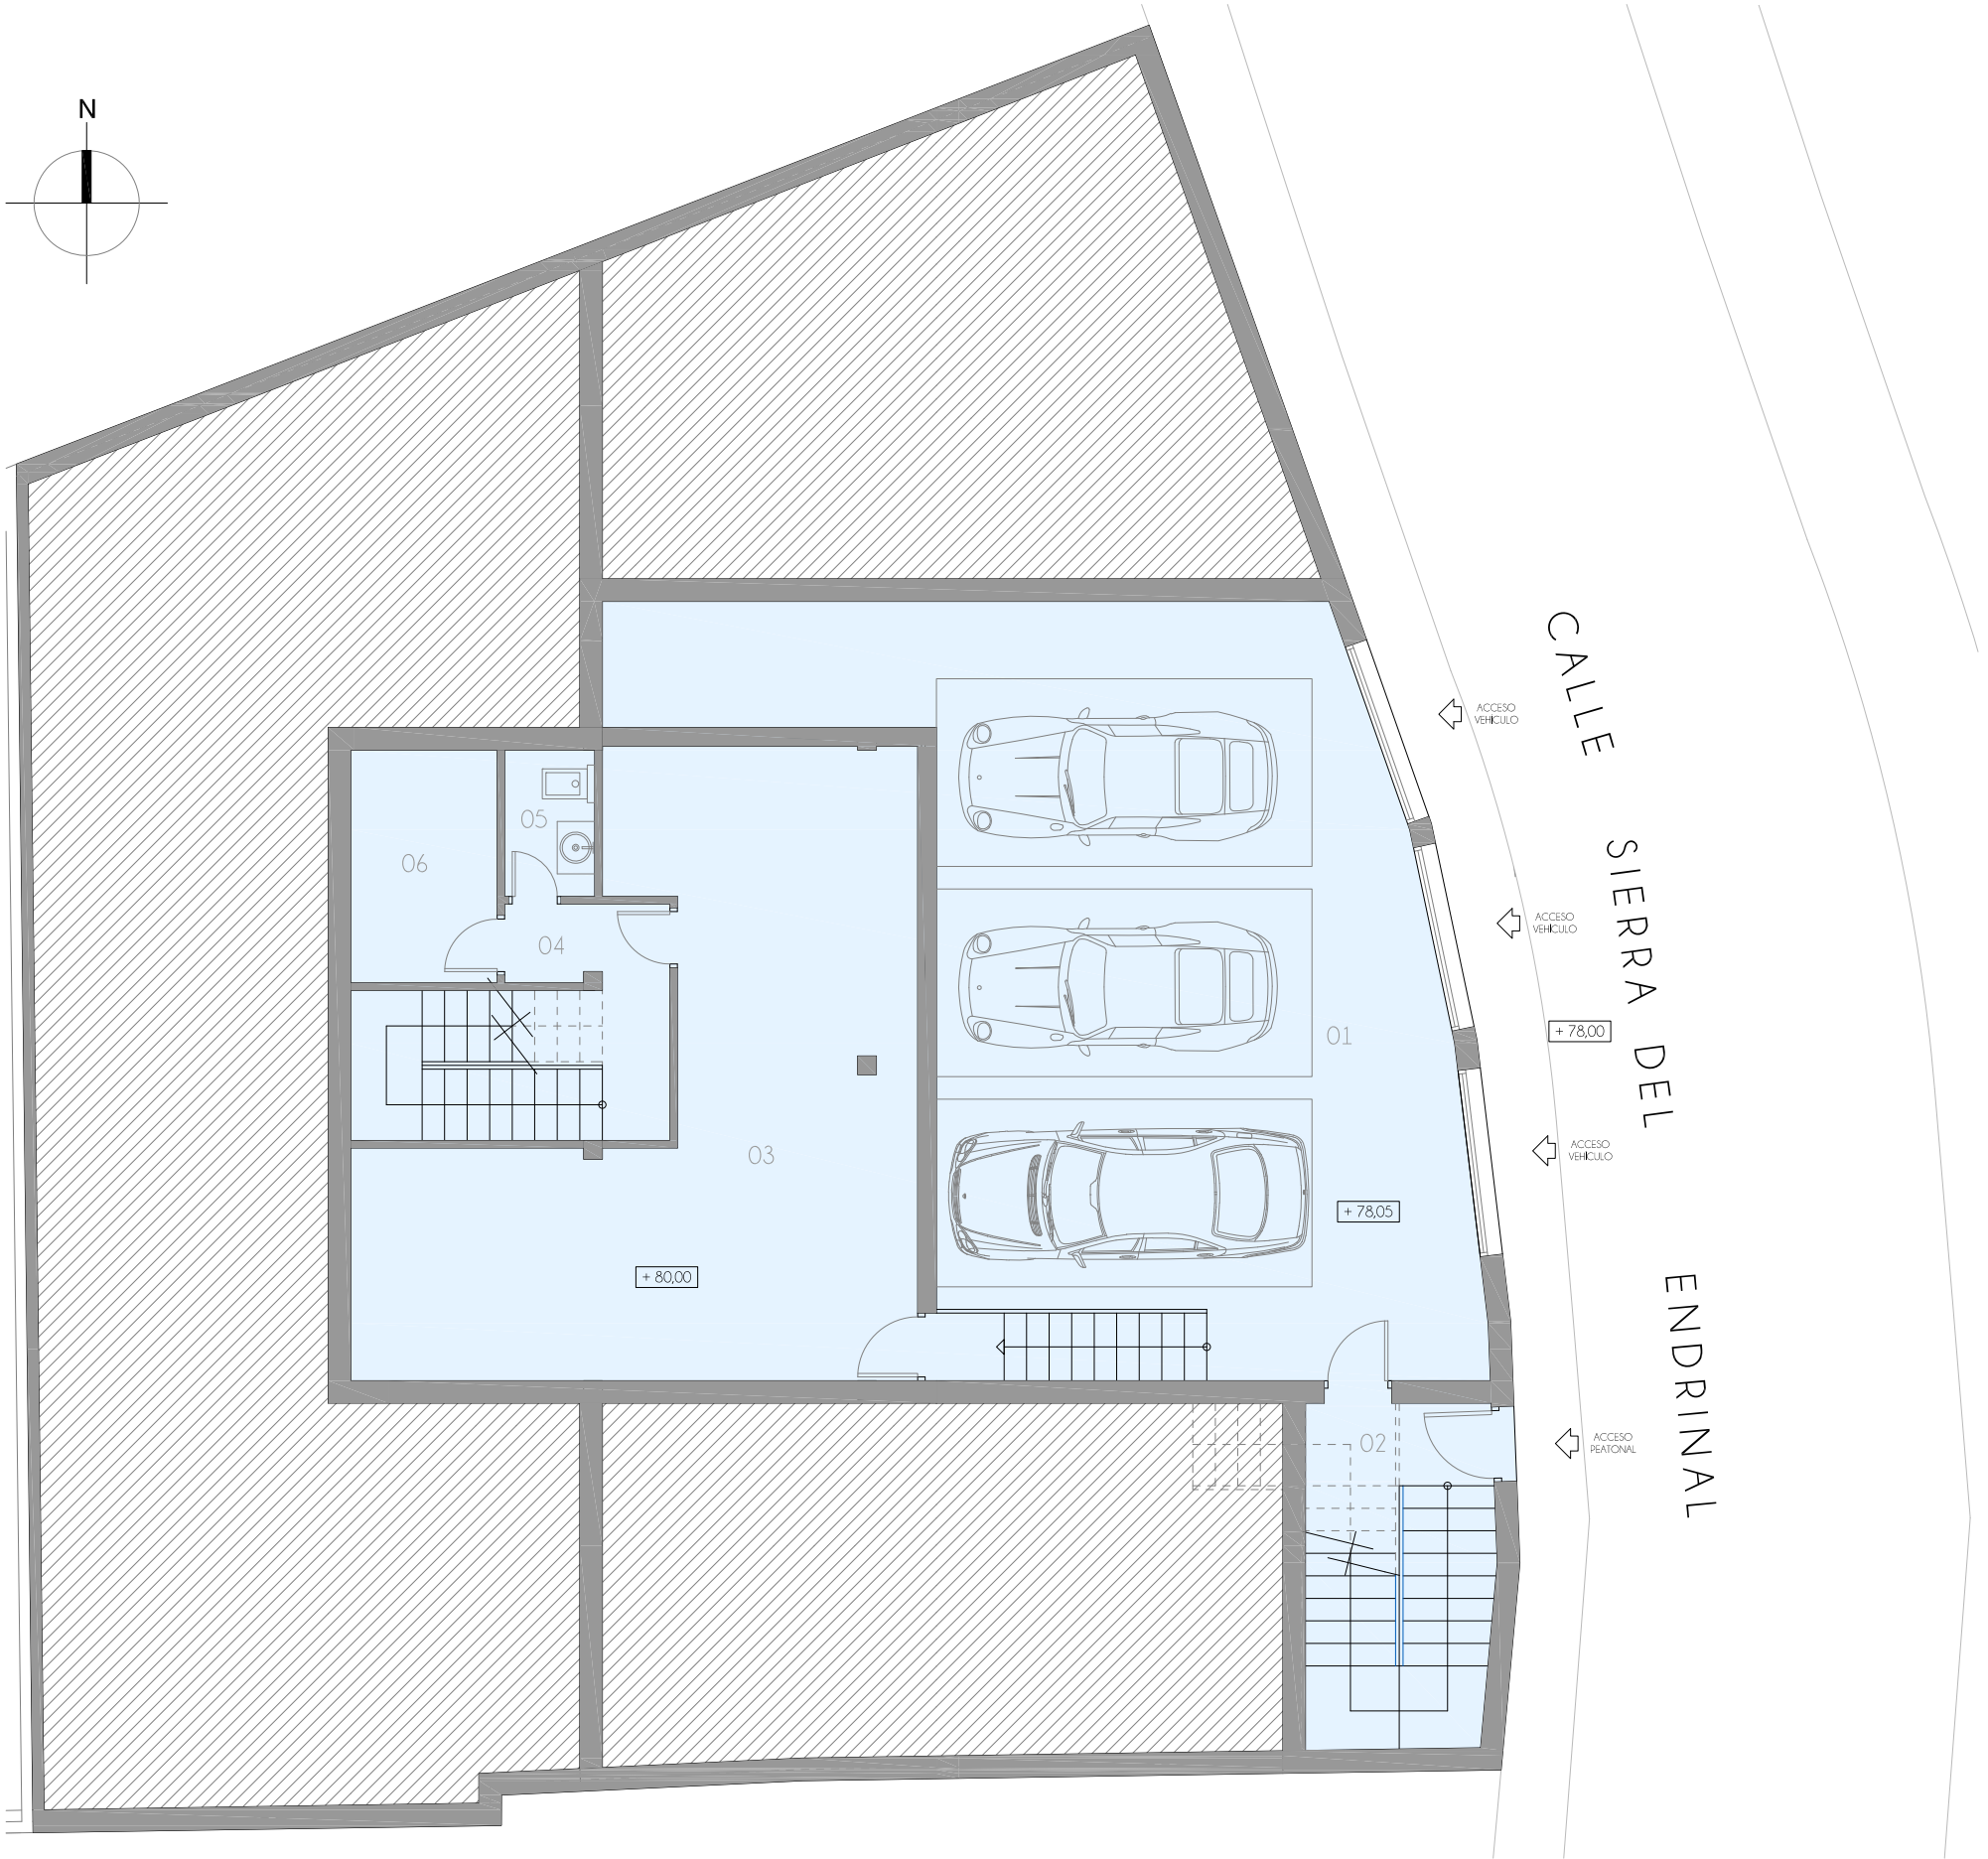 N
CALLE SIERRA DEL ENDRINAL
ACCESO
VEHÍCULO
ACCESO
VEHÍCULO
ACCESO
VEHÍCULO
ACCESO
PEATONAL
+ 78,00
+ 78,05
+ 80,00
01
02
03
04
05
06